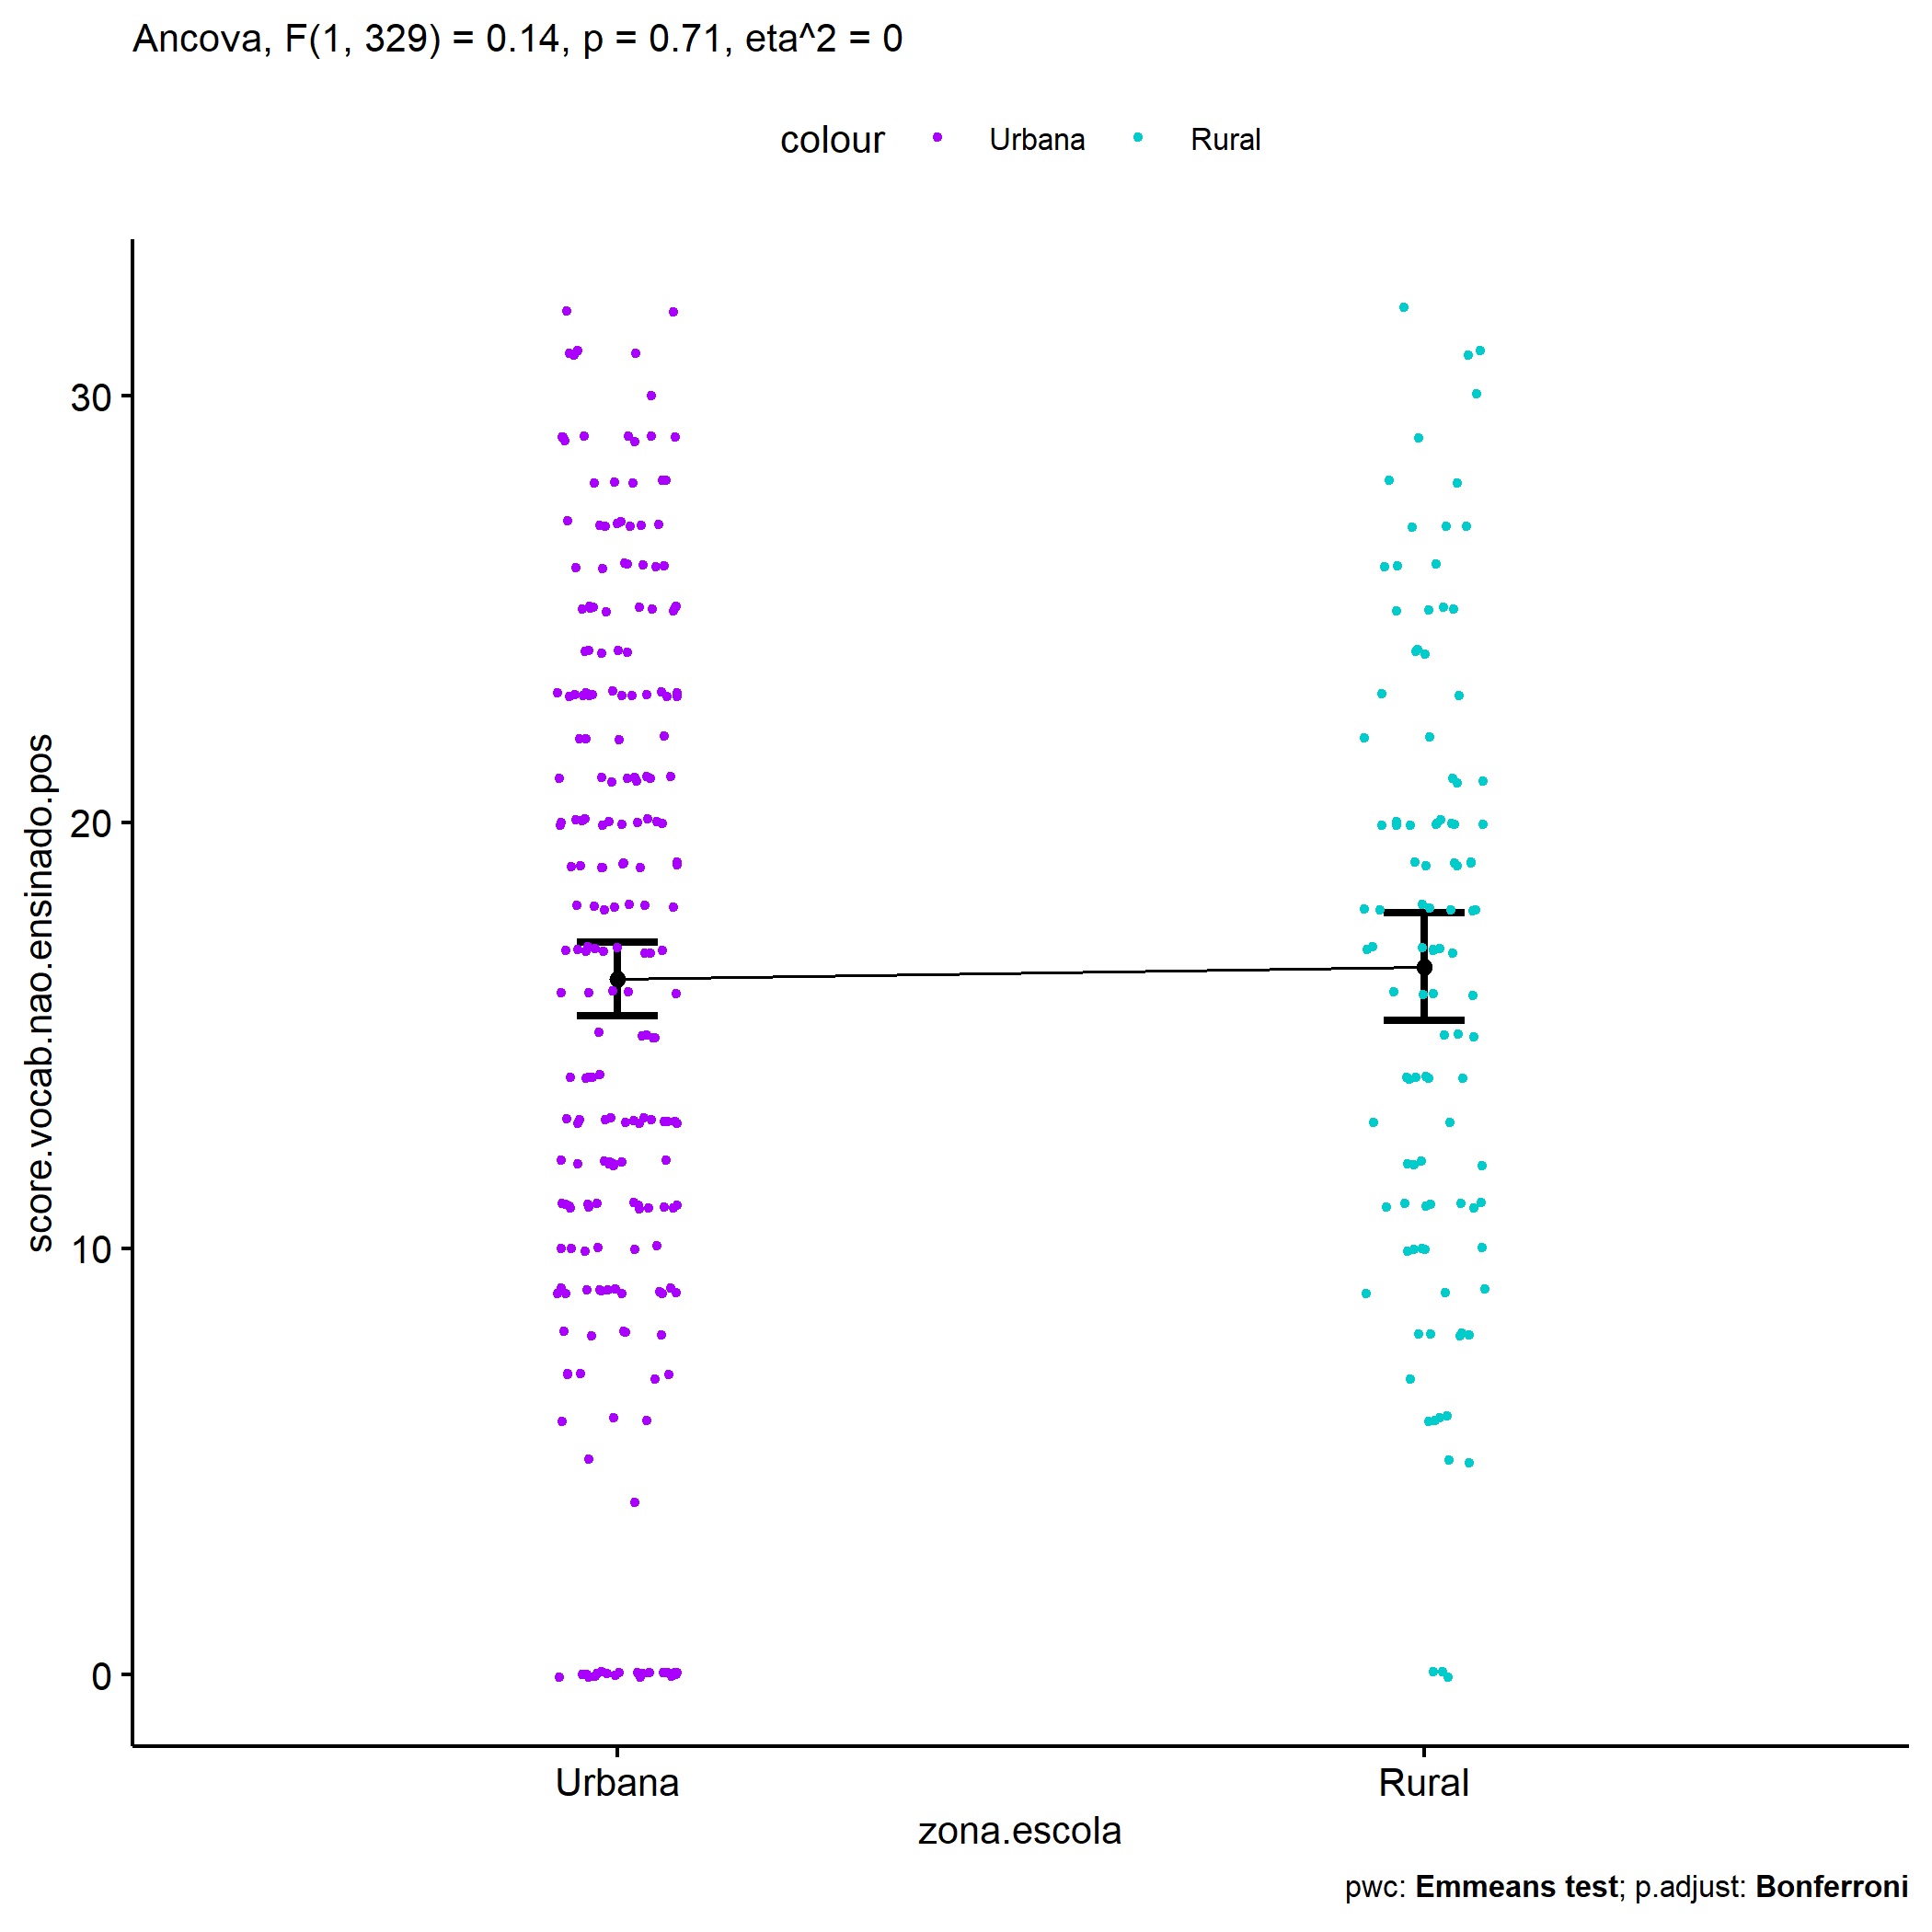 Ancova, F(1, 329) = 0.14, p = 0.71, eta^2 = 0
colour Urbana Rural
score.vocab.nao.ensinado.pos
30
20
10
0
Urbana Rural
zona.escola
pwc: Emmeans test; p.adjust: Bonferroni